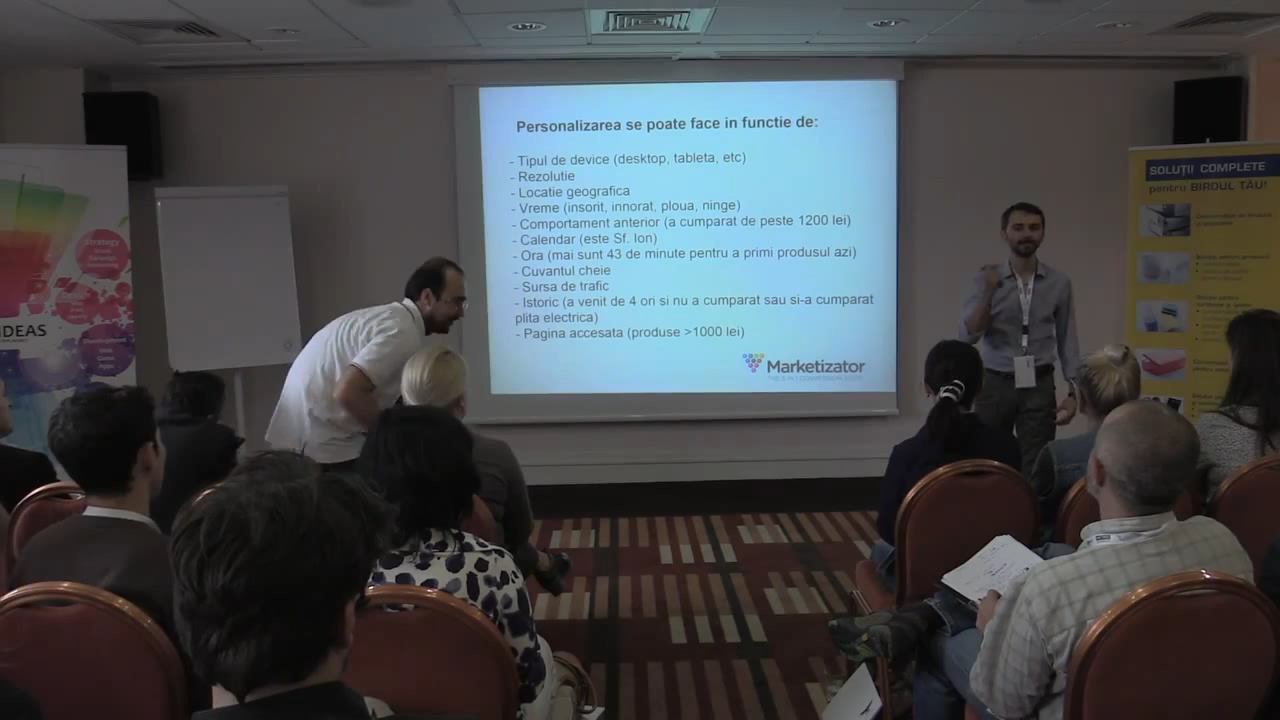 Personalizarea se poate face in functie de:
- Tipul de device (desktop, tableta, etc)
- Rezolutie
- Locatie geografica
- Vreme (insorit, innorat, ploua, ninge)
- Comportament anterior (a cumparat de peste 1200 lei)
- Calendar (este Sf. Ion)
- Ora (mai sunt 43 de minute pentru a primi produsul azi)
- Cuvantul cheie
- Sursa de trafic
- Istoric (a venit de 4 ori si nu a cumparat sau si-a cumparat
plita electrica)
- Pagina accesata (produse >1000 lei)
Marketizator
Strategy
IDEAS
SOLUȚII COMPLETE
pentru BIROUL TĂU!